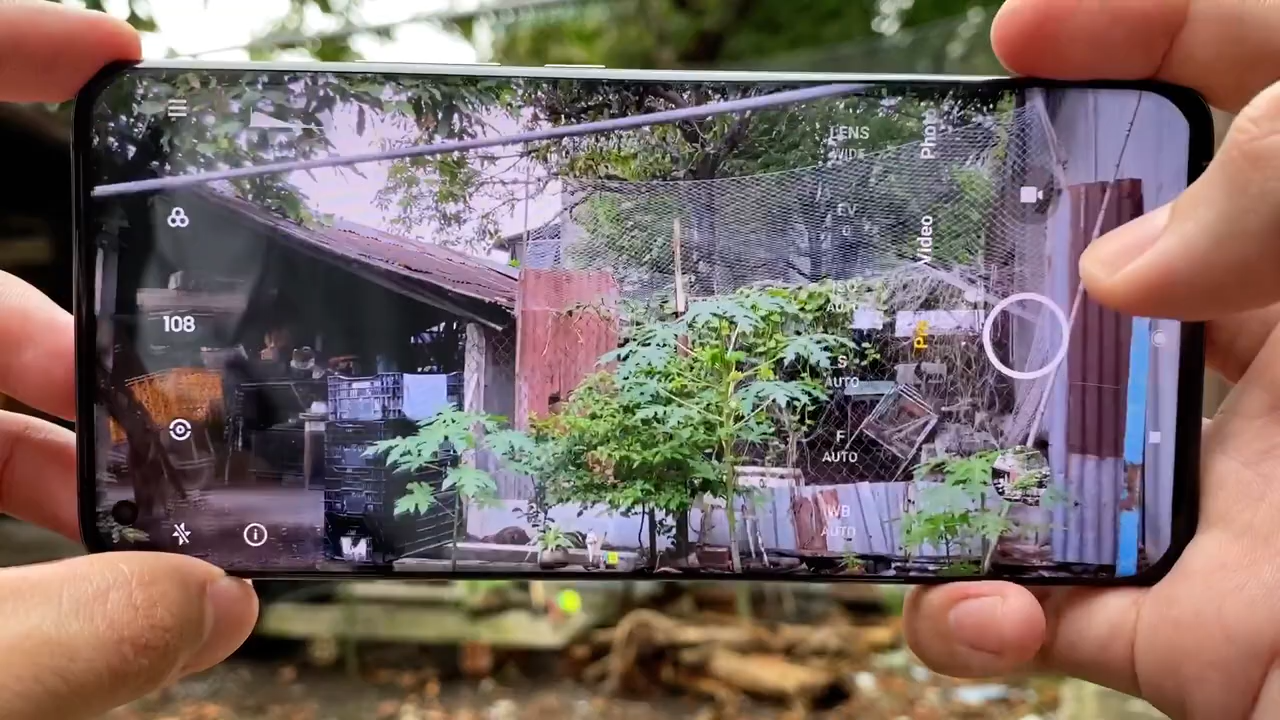 108
LENS
WIDE
EV
0
ISO
AUTO
S
AUTO
F
AUTO
WB
AUTO
Photo
Video
Pro